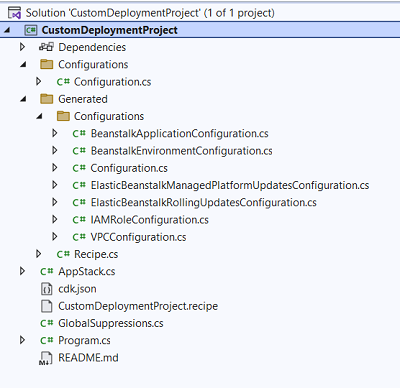 Solution 'CustomDeploymentProject' (1 of 1 project)
C# CustomDeploymentProject
Dependencies
Configurations
C# Configuration.cs
Generated
Configurations
C# BeanstalkApplicationConfiguration.cs
C# BeanstalkEnvironmentConfiguration.cs
C# Configuration.cs
C# ElasticBeanstalkManagedPlatformUpdatesConfiguration.cs
C# ElasticBeanstalkRollingUpdatesConfiguration.cs
C# IAMRoleConfiguration.cs
C# VPCConfiguration.cs
C# Recipe.cs
C# AppStack.cs
cdk.json
CustomDeploymentProject.recipe
C# GlobalSuppressions.cs
C# Program.cs
M README.md